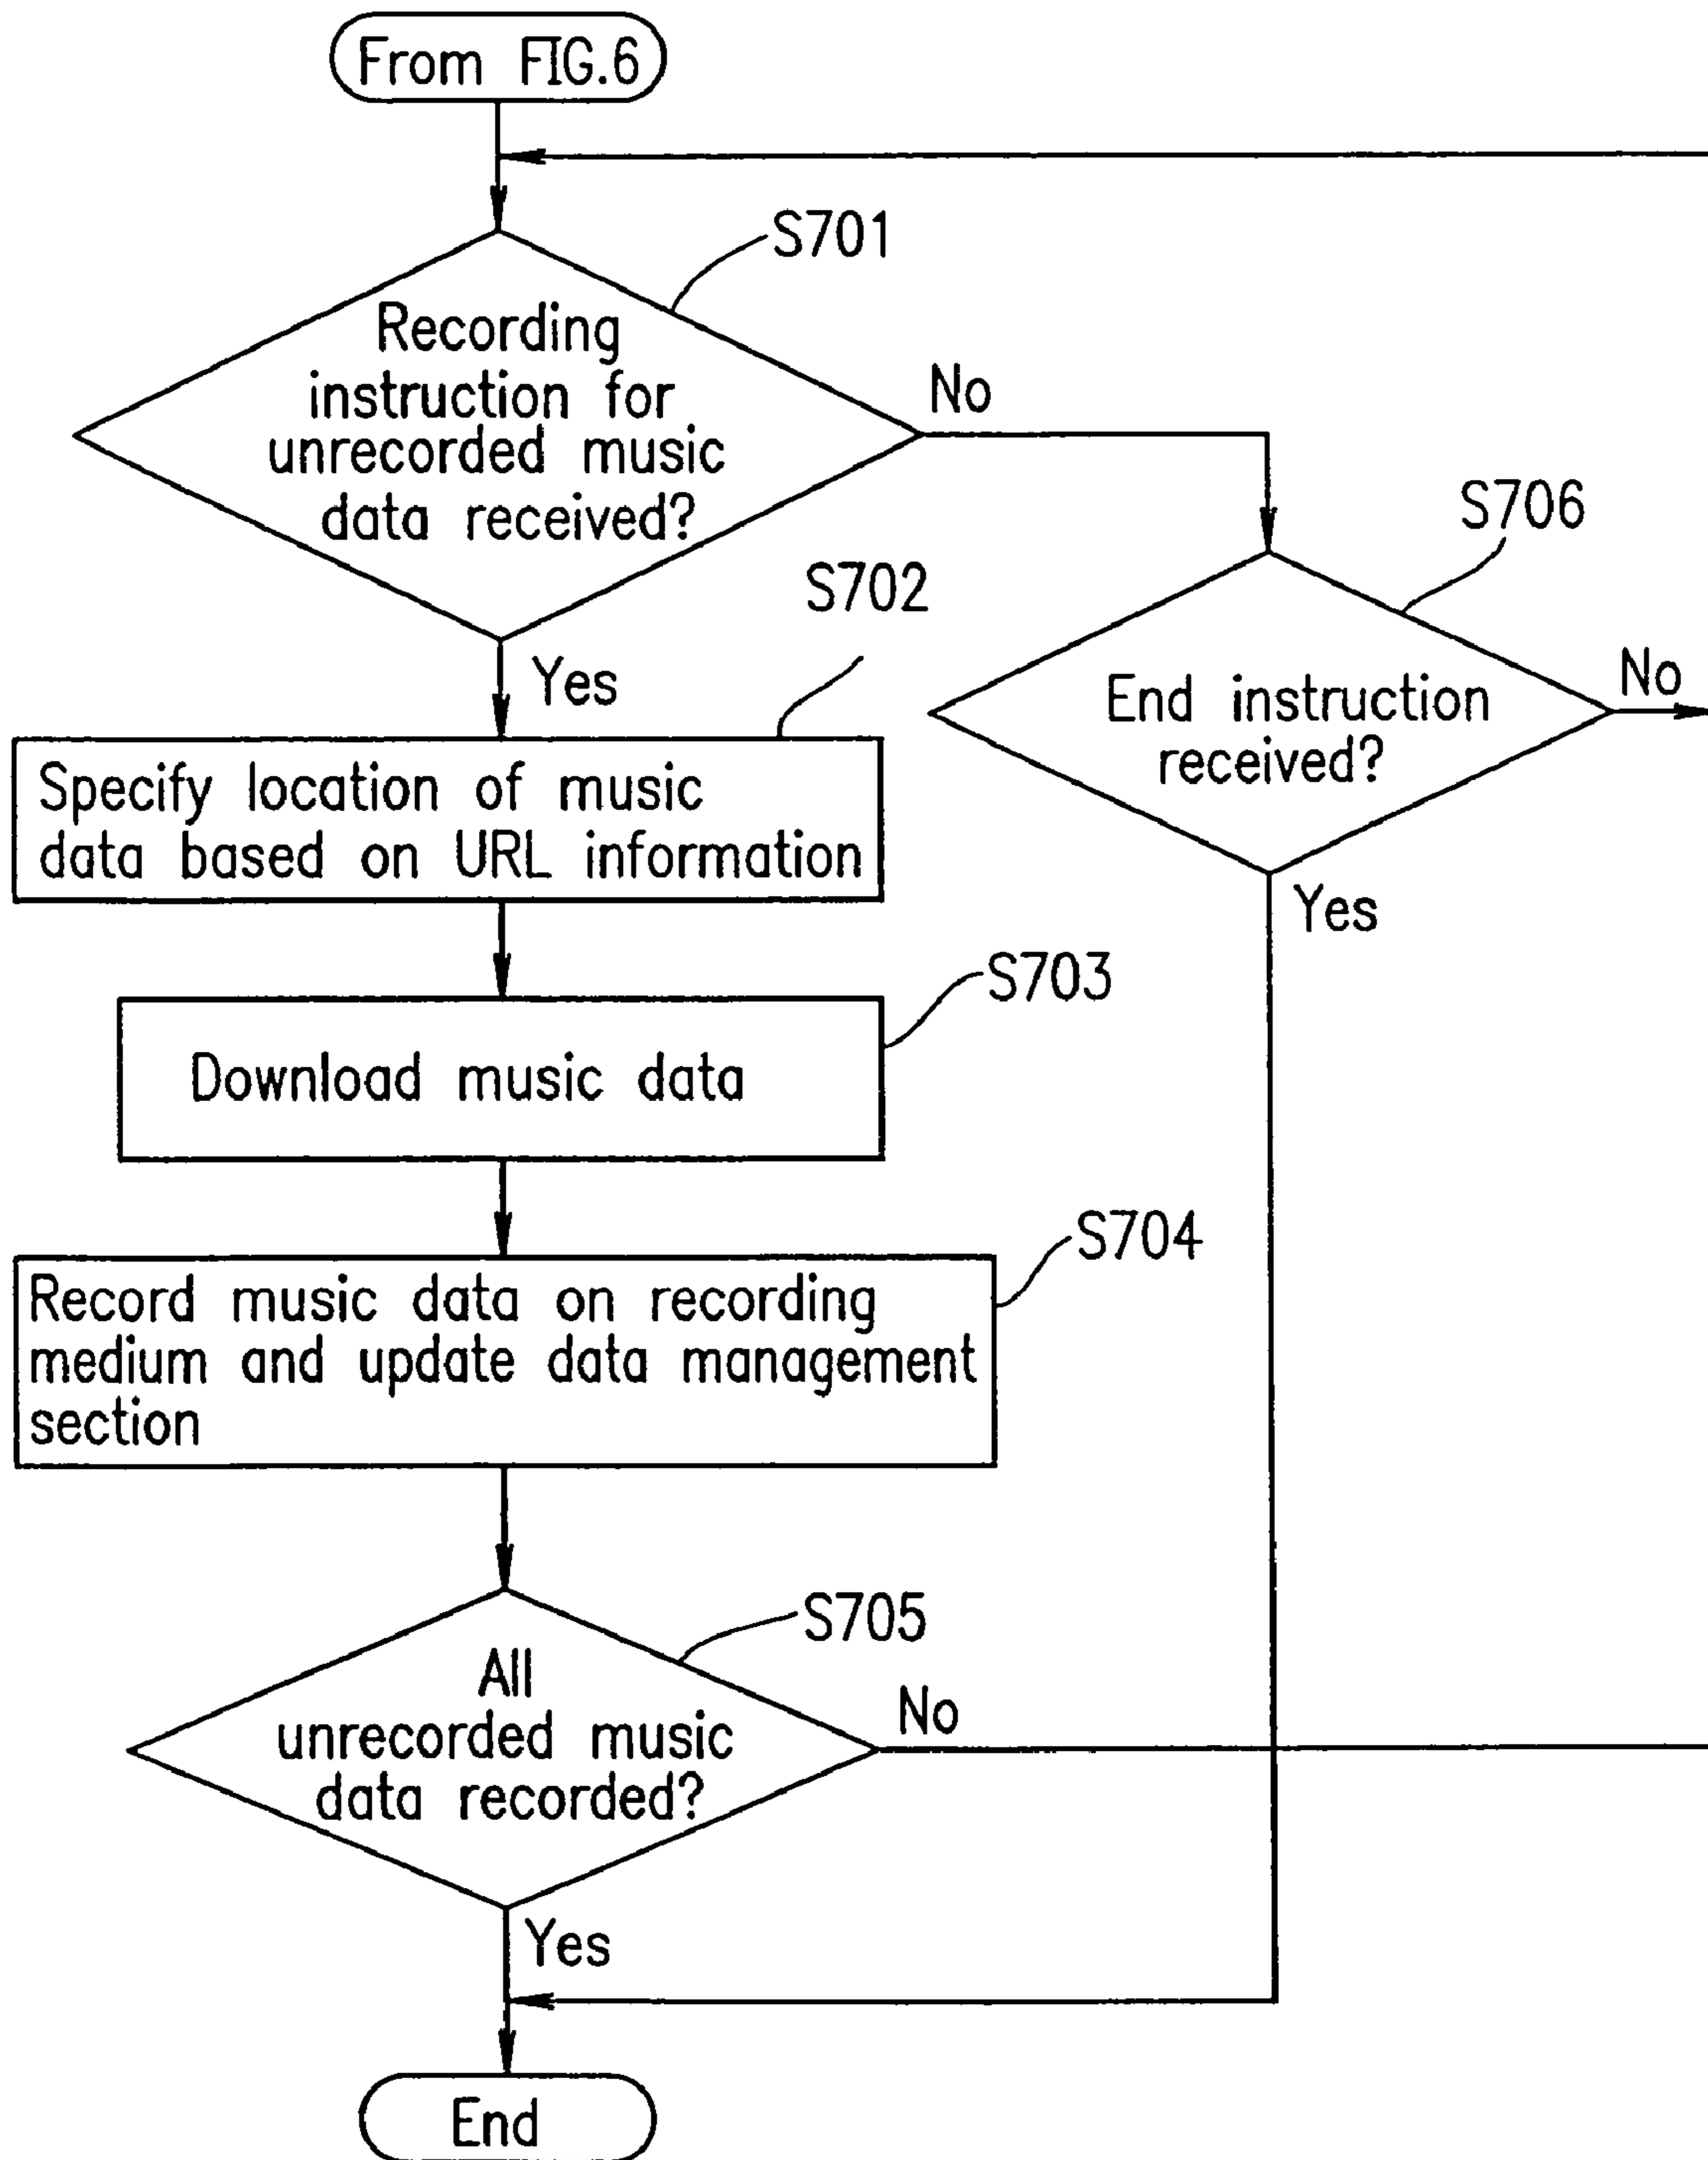 From FIG.6
S701
Recording
instruction for
unrecorded music
data received?
No
S706
End instruction
received?
No
Yes
S702
Yes
Specify location of music
data based on URL information
S703
Download music data
S704
Record music data on recording
medium and update data management
section
S705
All
unrecorded music
data recorded?
No
Yes
End